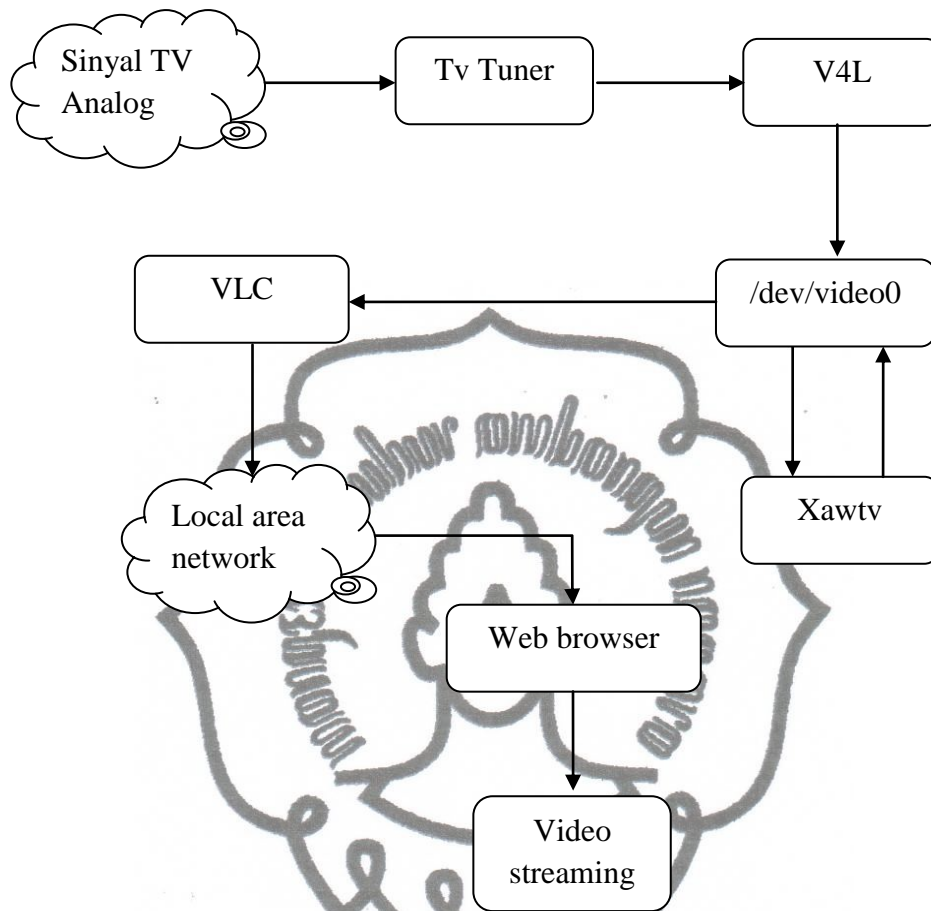 Sinyal TV
Analog
Tv Tuner
V4L
/dev/video0
VLC
Xawtv
Local area
network
Web browser
Video
streaming